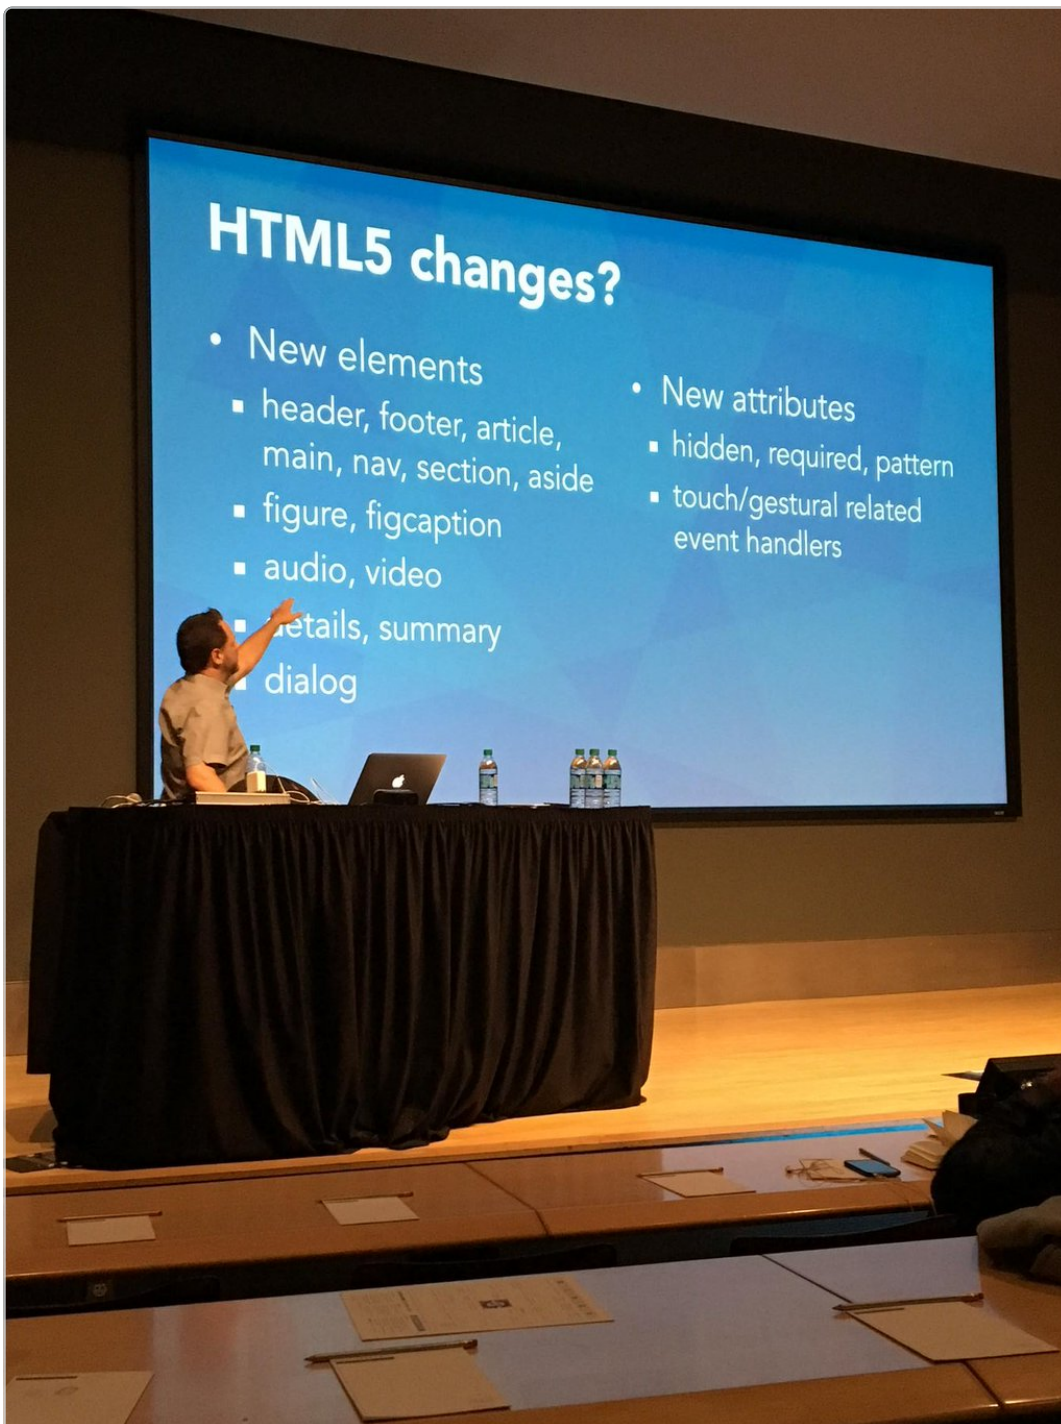 HTML5 changes?
• New elements
▪ header, footer, article,
main, nav, section, aside
▪ figure, figcaption
▪ audio, video
▪ details, summary
▪ dialog
• New attributes
▪ hidden, required, pattern
▪ touch/gestural related
event handlers